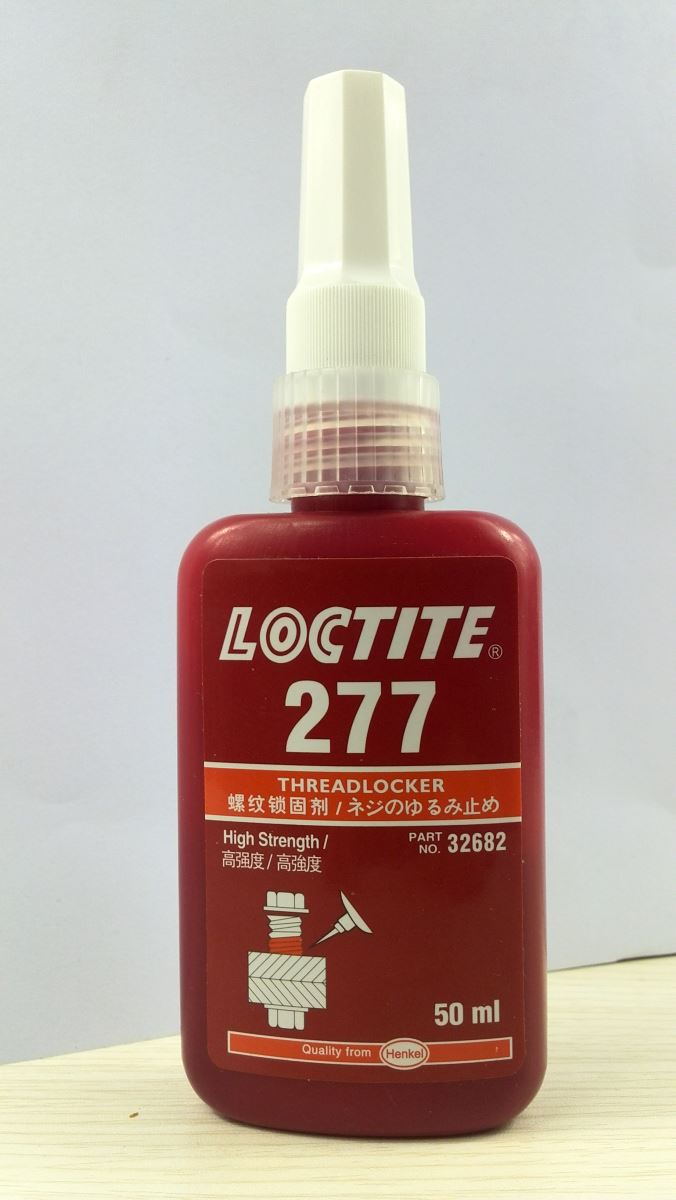 LOCTITE®
277
THREADLOCKER
螺纹锁固剂 / ネジのゆるみ止め
High Strength /
高强度 / 高強度
PART NO. 32682
50 ml
Quality from Henkel